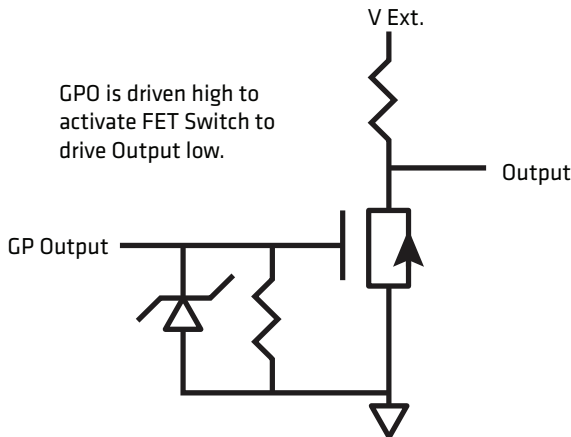 V Ext.
GPO is driven high to
activate FET Switch to
drive Output low.
Output
GP Output